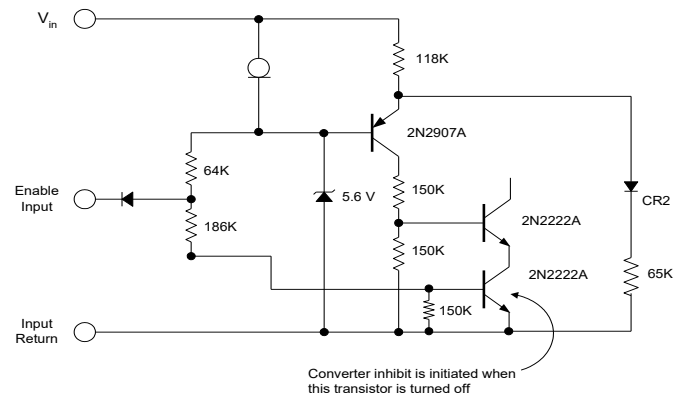 Vin
118K
2N2907A
64K
Enable
Input
5.6 V
150K
CR2
2N2222A
186K
150K
2N2222A
65K
150K
Input
Return
Converter inhibit is initiated when
this transistor is turned off